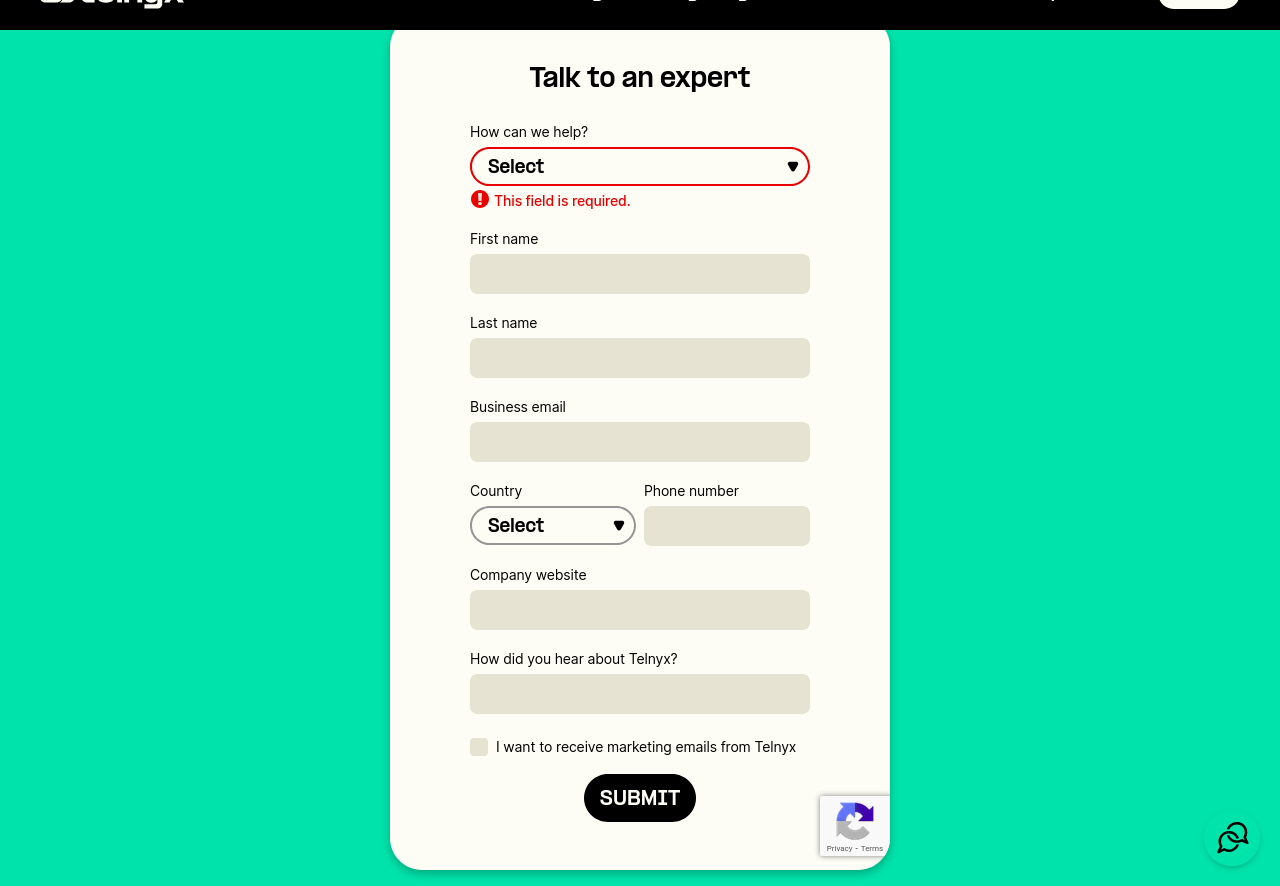 Talk to an expert
How can we help?
Select
This field is required.
First name
Last name
Business email
Country
Phone number
Select
Company website
How did you hear about Telnyx?
I want to receive marketing emails from Telnyx
SUBMIT
Privacy - Terms